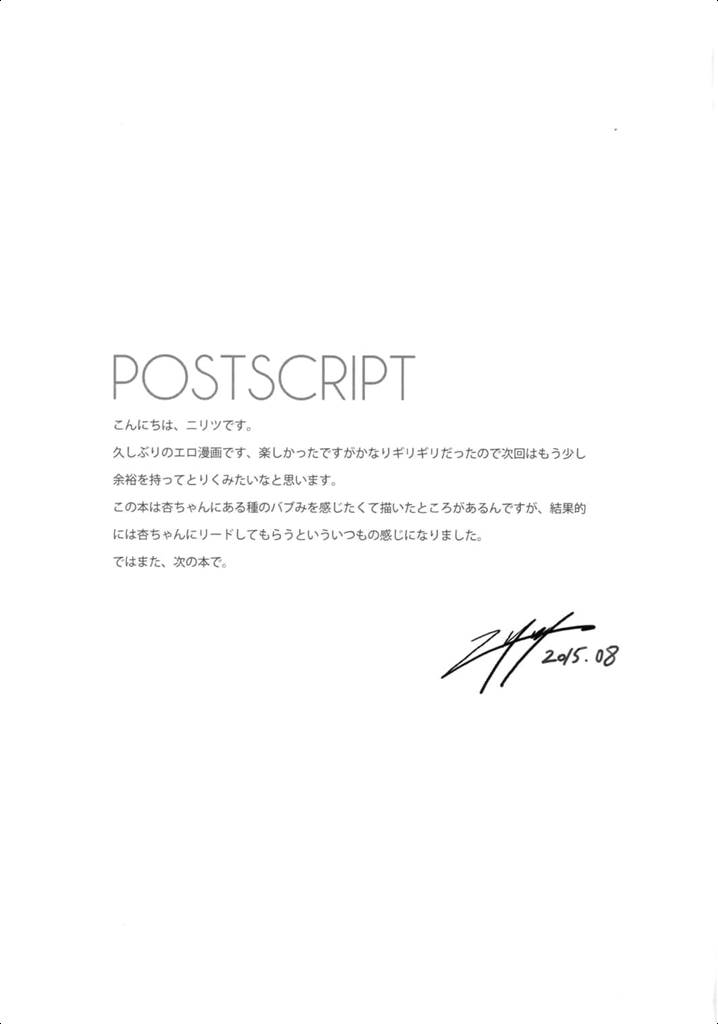 POSTSCRIPT
こんにちは、ニリツです。
久しぶりのエロ漫画です、楽しかったですがかなりギリギリだったので次回はもう少し
余裕を持ってとりくみたいなと思います。
この本は杏ちゃんにある種のバブみを感じたくて描いたところがあるんですが、結果的
には杏ちゃんにリードしてもらうといういつもの感じになりました。
ではまた、次の本で。
2015.08